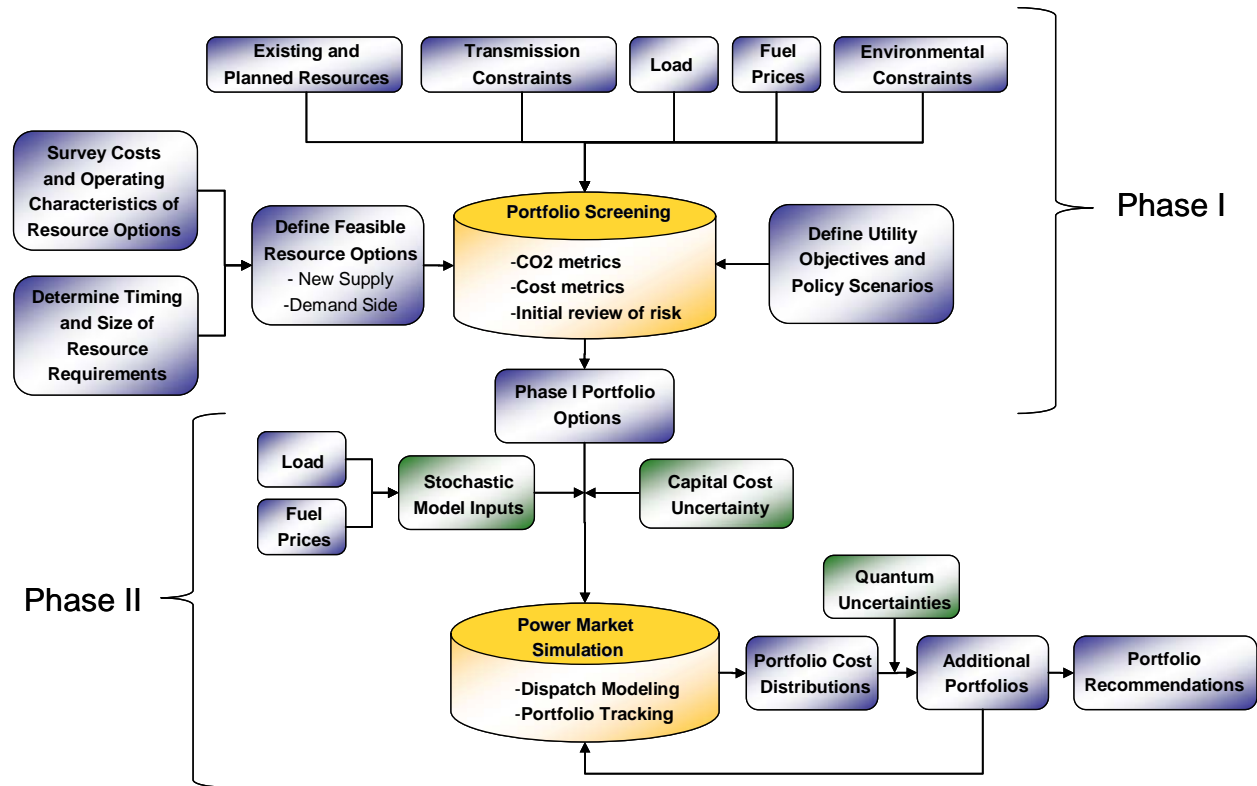 Existing and
Planned Resources
Transmission
Constraints
Load
Fuel
Prices
Environmental
Constraints
Phase I
Survey Costs
and Operating
Characteristics of
Resource Options
Determine Timing
and Size of
Resource
Requirements
Define Feasible
Resource Options
- New Supply
-Demand Side
Portfolio Screening
-CO2 metrics
-Cost metrics
-Initial review of risk
Define Utility
Objectives and
Policy Scenarios
Phase I Portfolio
Options
Phase II
Load
Fuel
Prices
Stochastic
Model Inputs
Capital Cost
Uncertainty
Power Market
Simulation
-Dispatch Modeling
-Portfolio Tracking
Portfolio Cost
Distributions
Quantum
Uncertainties
Additional
Portfolios
Portfolio
Recommendations